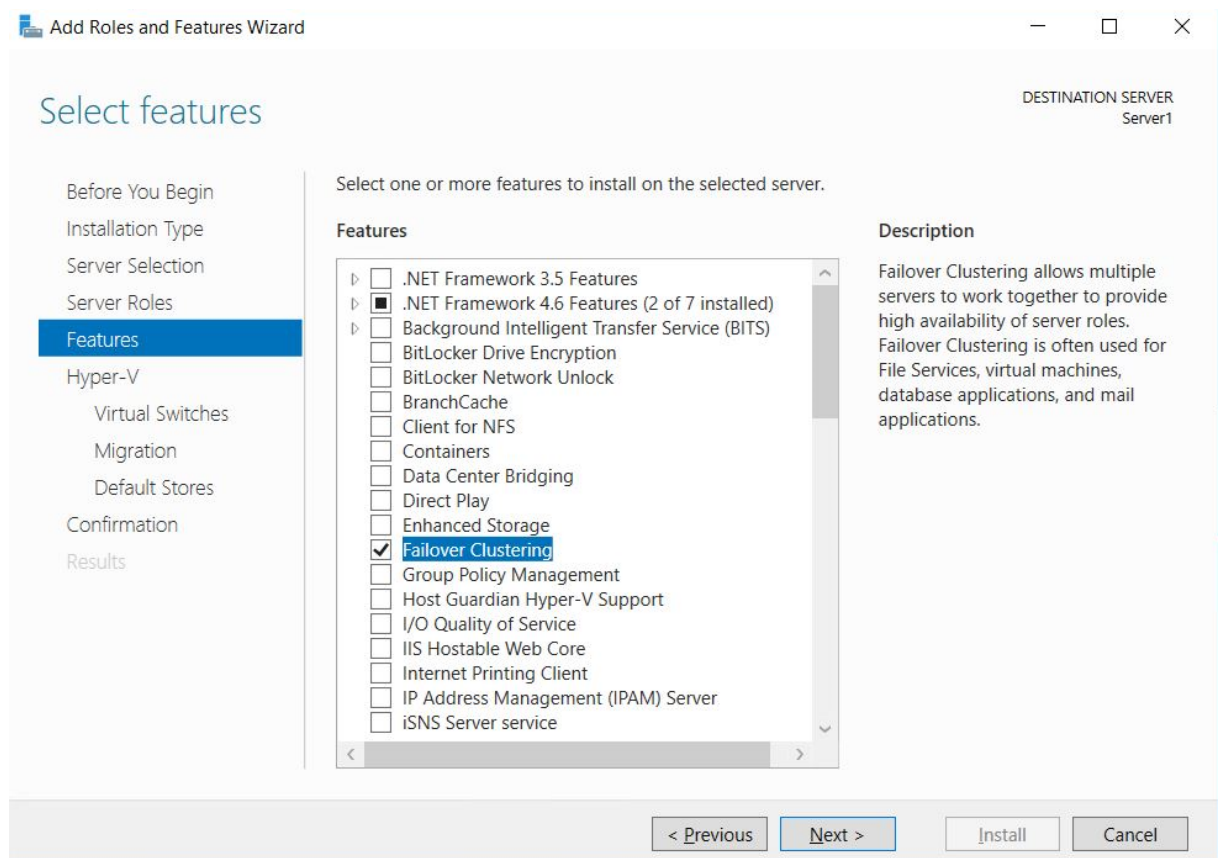 Add Roles and Features Wizard
Select features
DESTINATION SERVER
Server1
Before You Begin
Installation Type
Server Selection
Server Roles
Features
Hyper-V
Virtual Switches
Migration
Default Stores
Confirmation
Results
Select one or more features to install on the selected server.
Features
.NET Framework 3.5 Features
.NET Framework 4.6 Features (2 of 7 installed)
Background Intelligent Transfer Service (BITS)
BitLocker Drive Encryption
BitLocker Network Unlock
BranchCache
Client for NFS
Containers
Data Center Bridging
Direct Play
Enhanced Storage
Failover Clustering
Group Policy Management
Host Guardian Hyper-V Support
I/O Quality of Service
IIS Hostable Web Core
Internet Printing Client
IP Address Management (IPAM) Server
iSNS Server service
Description
Failover Clustering allows multiple
servers to work together to provide
high availability of server roles.
Failover Clustering is often used for
File Services, virtual machines,
database applications, and mail
applications.
< Previous
Next >
Install
Cancel